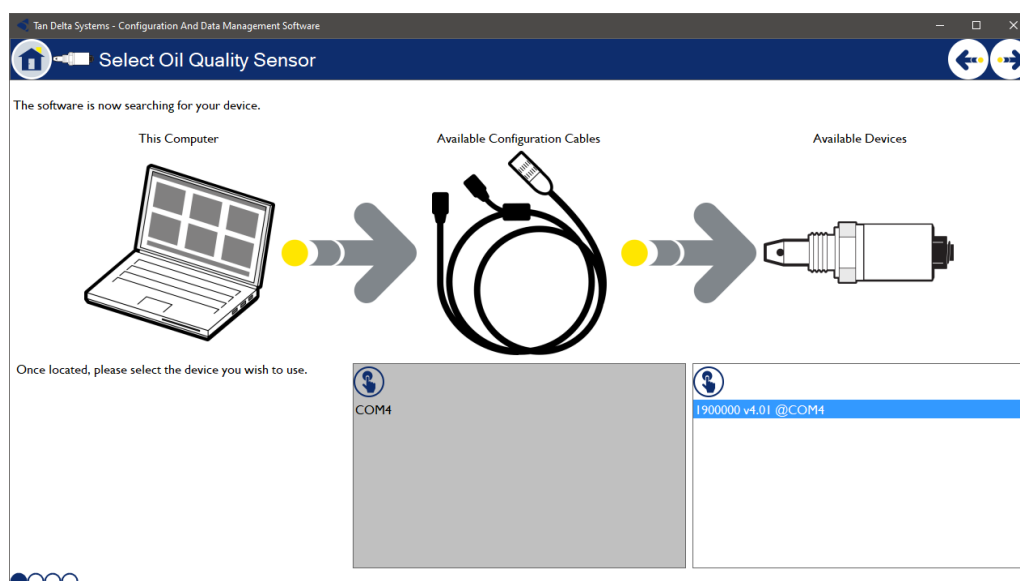 Tan Delta Systems - Configuration And Data Management Software
Select Oil Quality Sensor
The software is now searching for your device.
This Computer
Available Configuration Cables
Available Devices
Once located, please select the device you wish to use.
COM4
1900000 v4.01 @COM4